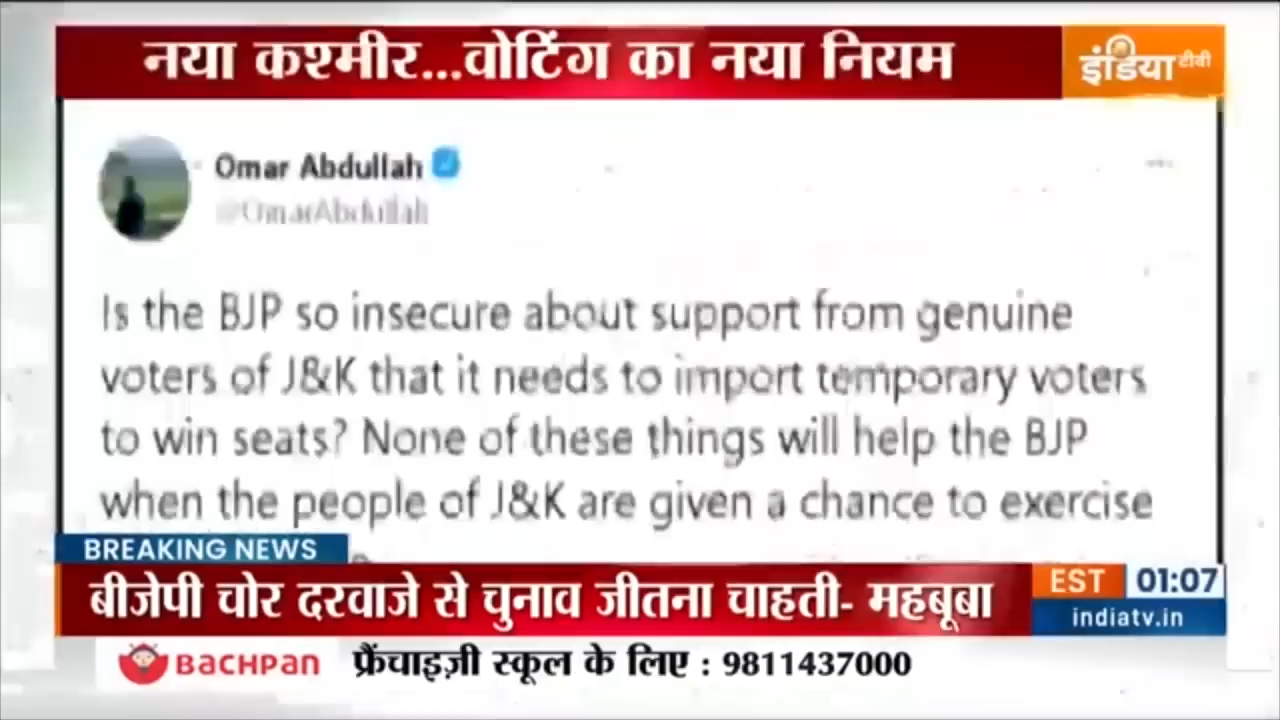 नया कश्मीर...वोटिंग का नया नियम
इंडिया टीवी
Omar Abdullah
@OmarAbdullah
Is the BJP so insecure about support from genuine
voters of J&K that it needs to import temporary voters
to win seats? None of these things will help the BJP
when the people of J&K are given a chance to exercise
BREAKING NEWS
बीजेपी चोर दरवाजे से चुनाव जीतना चाहती- महबूबा
EST 01:07
indiatv.in
BACHPAN फ्रैंचाइज़ी स्कूल के लिए : 9811437000